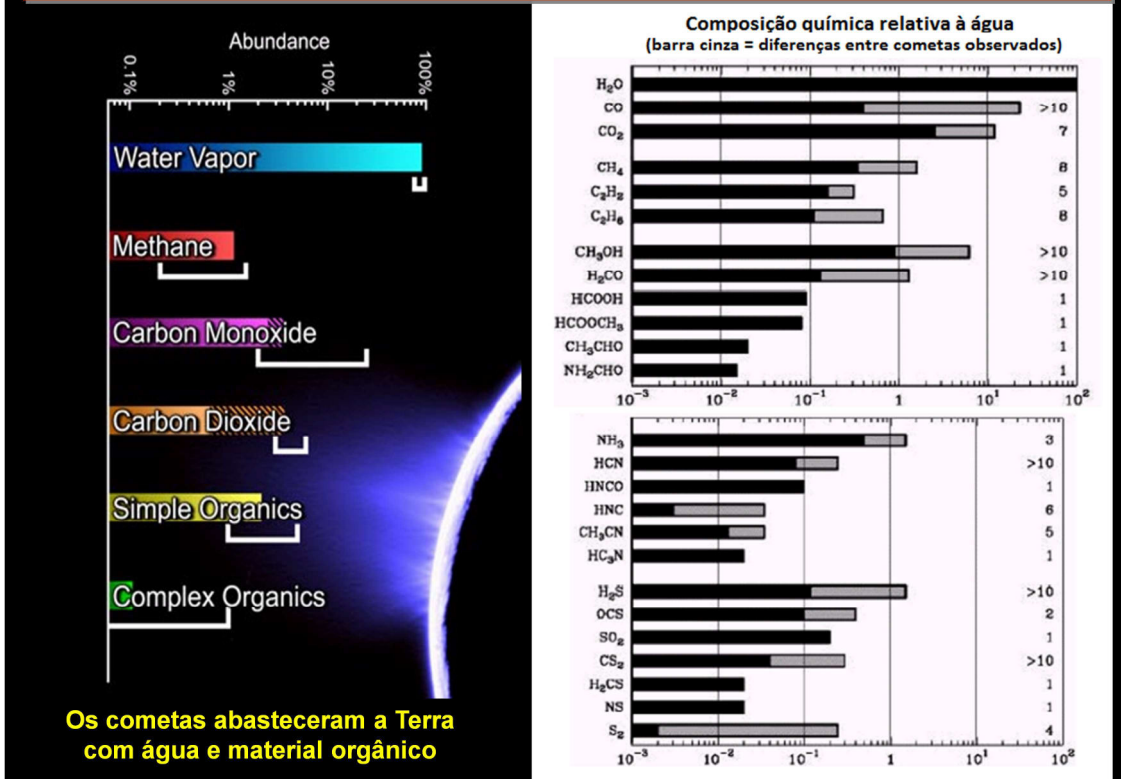 Abundance
0.1%
1%
10%
100%
Water Vapor
Methane
Carbon Monoxide
Carbon Dioxide
Simple Organics
Complex Organics
Os cometas abasteceram a Terra
com água e material orgânico
Composição química relativa à água
(barra cinza = diferenças entre cometas observados)
H₂O
CO >10
CO₂ 7
CH₄ 8
C₂H₂ 5
C₂H₆ 8
CH₃OH >10
H₂CO >10
HCOOH 1
HCOOCH₃ 1
CH₃CHO 1
NH₂CHO 1
10⁻³ 10⁻² 10⁻¹ 1 10¹ 10²
NH₃ 3
HCN >10
HNCO 1
HNC 6
CH₃CN 5
HC₃N 1
H₂S >10
OCS 2
SO₂ 1
CS₂ >10
H₂CS 1
NS 1
S₂ 4
10⁻³ 10⁻² 10⁻¹ 1 10¹ 10²